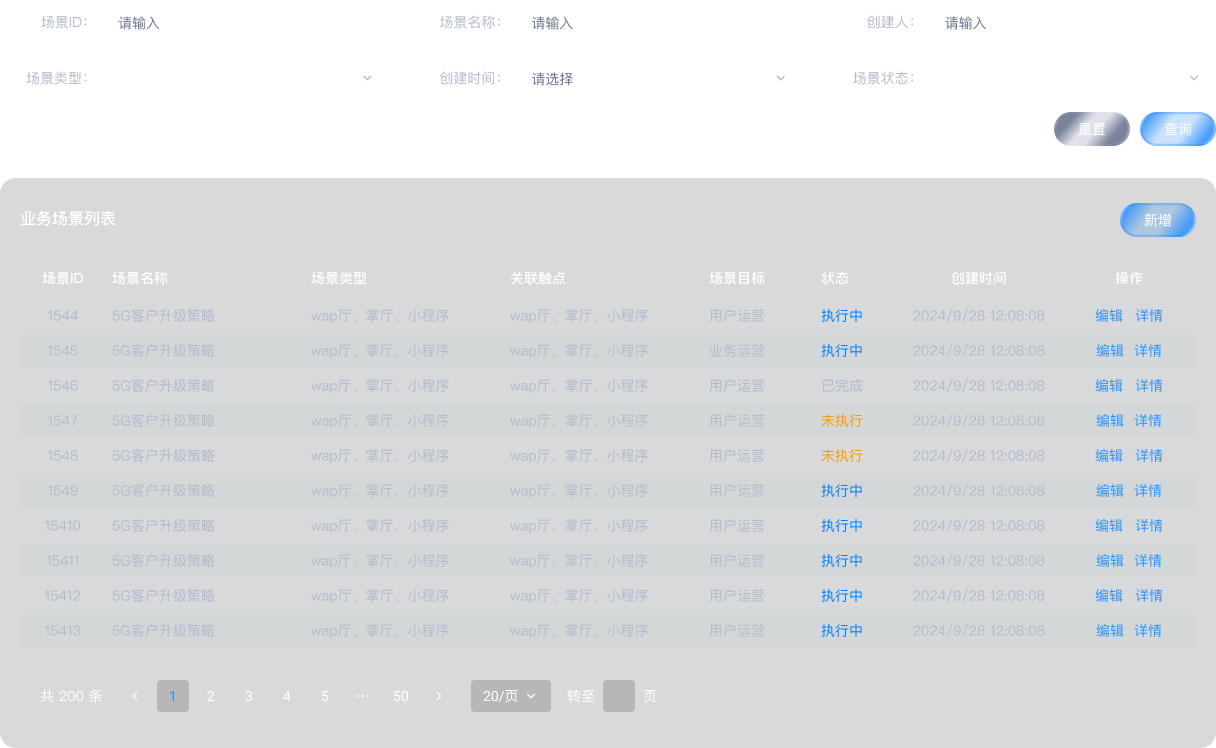 场景ID： 请输入 场景名称： 请输入 创建人： 请输入
场景类型： 创建时间： 请选择 场景状态：
重置 查询
业务场景列表 新增
场景ID 场景名称 场景类型 关联触点 场景目标 状态 创建时间 操作
1544 5G客户升级策略 wap厅、掌厅、小程序 wap厅、掌厅、小程序 用户运营 执行中 2024/9/28 12:08:08 编辑 详情
1545 5G客户升级策略 wap厅、掌厅、小程序 wap厅、掌厅、小程序 业务运营 执行中 2024/9/28 12:08:08 编辑 详情
1546 5G客户升级策略 wap厅、掌厅、小程序 wap厅、掌厅、小程序 用户运营 已完成 2024/9/28 12:08:08 编辑 详情
1547 5G客户升级策略 wap厅、掌厅、小程序 wap厅、掌厅、小程序 用户运营 未执行 2024/9/28 12:08:08 编辑 详情
1548 5G客户升级策略 wap厅、掌厅、小程序 wap厅、掌厅、小程序 用户运营 未执行 2024/9/28 12:08:08 编辑 详情
1549 5G客户升级策略 wap厅、掌厅、小程序 wap厅、掌厅、小程序 用户运营 执行中 2024/9/28 12:08:08 编辑 详情
15410 5G客户升级策略 wap厅、掌厅、小程序 wap厅、掌厅、小程序 用户运营 执行中 2024/9/28 12:08:08 编辑 详情
15411 5G客户升级策略 wap厅、掌厅、小程序 wap厅、掌厅、小程序 用户运营 执行中 2024/9/28 12:08:08 编辑 详情
15412 5G客户升级策略 wap厅、掌厅、小程序 wap厅、掌厅、小程序 用户运营 执行中 2024/9/28 12:08:08 编辑 详情
15413 5G客户升级策略 wap厅、掌厅、小程序 wap厅、掌厅、小程序 用户运营 执行中 2024/9/28 12:08:08 编辑 详情
共 200 条 1 2 3 4 5 ··· 50 20/页 转至 页